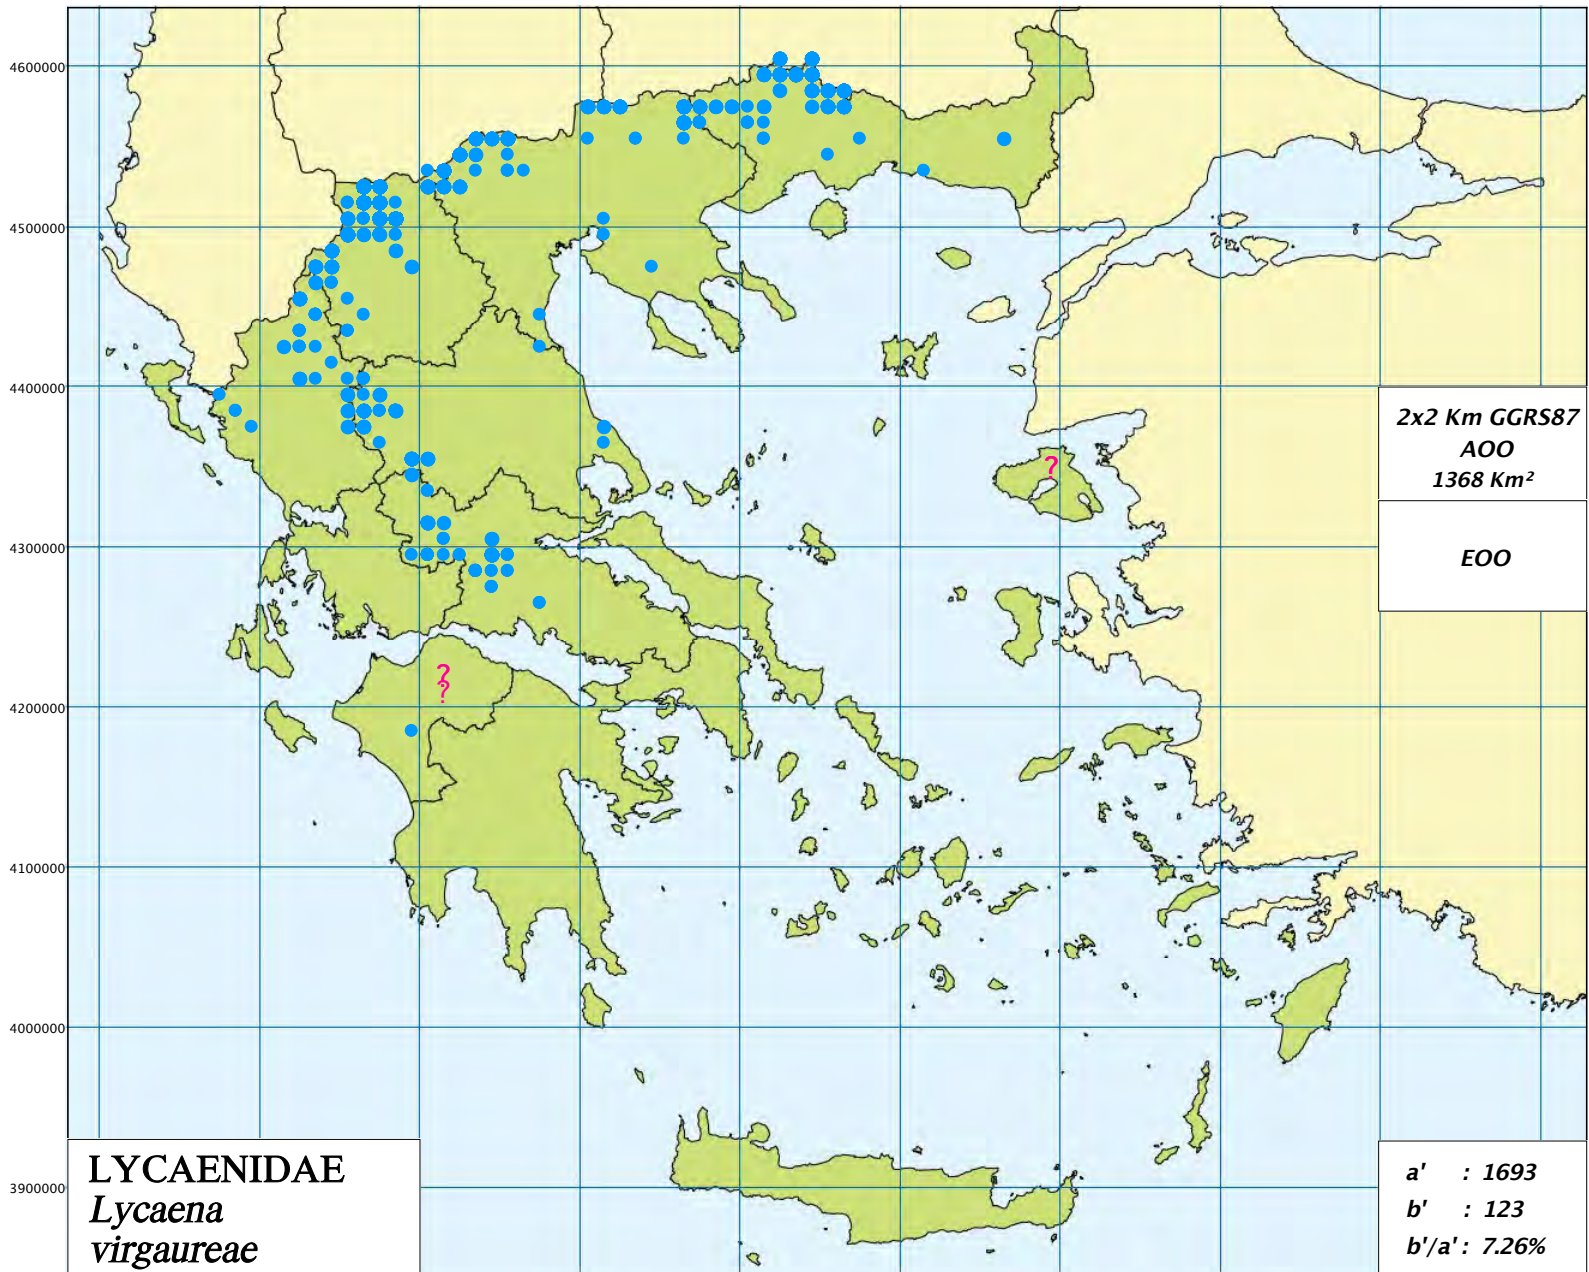 4600000
4500000
4400000
4300000
4200000
4100000
4000000
3900000
?
?
?
2x2 Km GGRS87
AOO
1368 Km²
EOO
LYCAENIDAE
Lycaena
virgaureae
a' : 1693
b' : 123
b'/a' : 7.26%